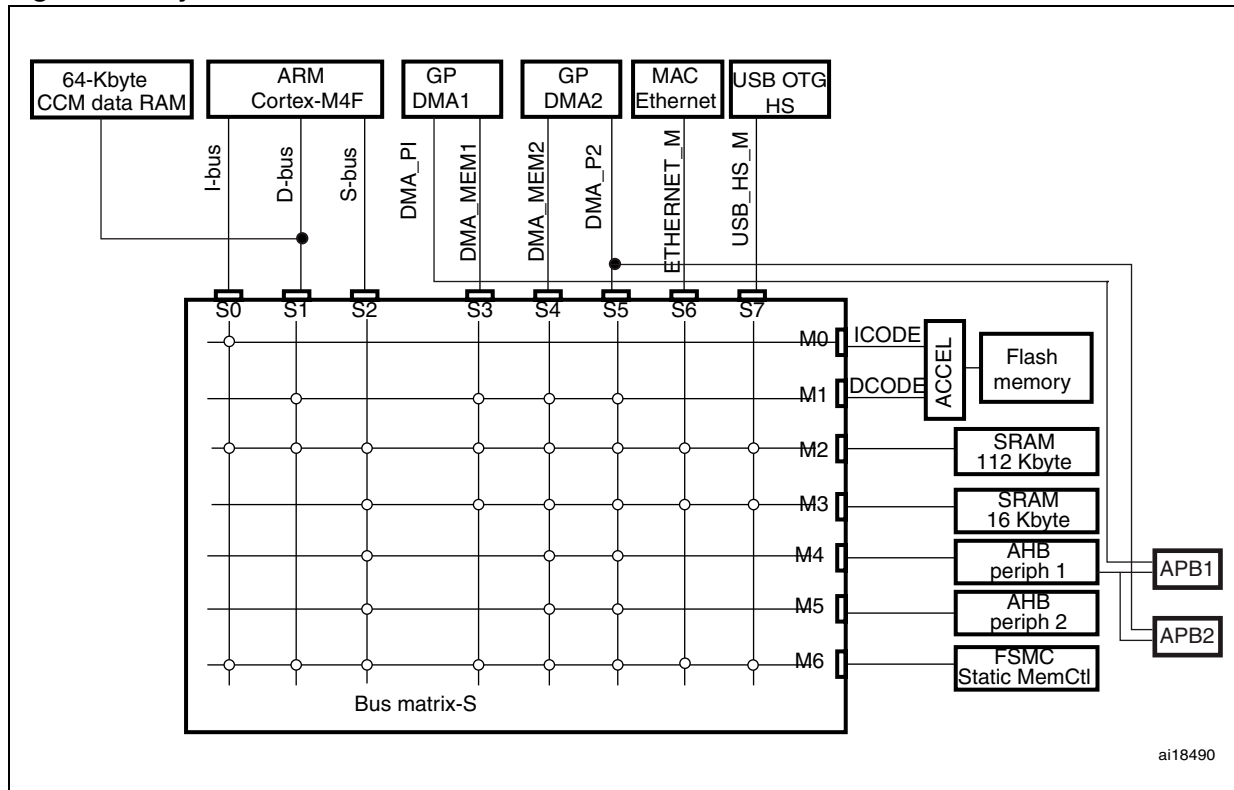 64-Kbyte
CCM data RAM
ARM
Cortex-M4F
GP
DMA1
GP
DMA2
MAC
Ethernet
USB OTG
HS
I-bus
D-bus
S-bus
DMA_PI
DMA_MEM1
DMA_MEM2
DMA_P2
ETHERNET_M
USB_HS_M
S0
S1
S2
S3
S4
S5
S6
S7
M0
ICODE
M1
DCODE
ACCEL
Flash
memory
M2
SRAM
112 Kbyte
M3
SRAM
16 Kbyte
M4
AHB
periph 1
APB1
M5
AHB
periph 2
APB2
M6
FSMC
Static MemCtl
Bus matrix-S
ai18490